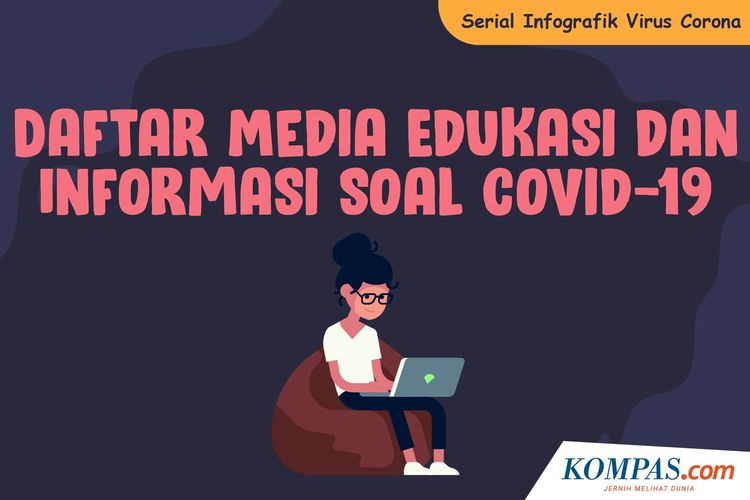 Serial Infografik Virus Corona
DAFTAR MEDIA EDUKASI DAN
INFORMASI SOAL COVID-19
KOMPAS.com
JERNIH MELIHAT DUNIA